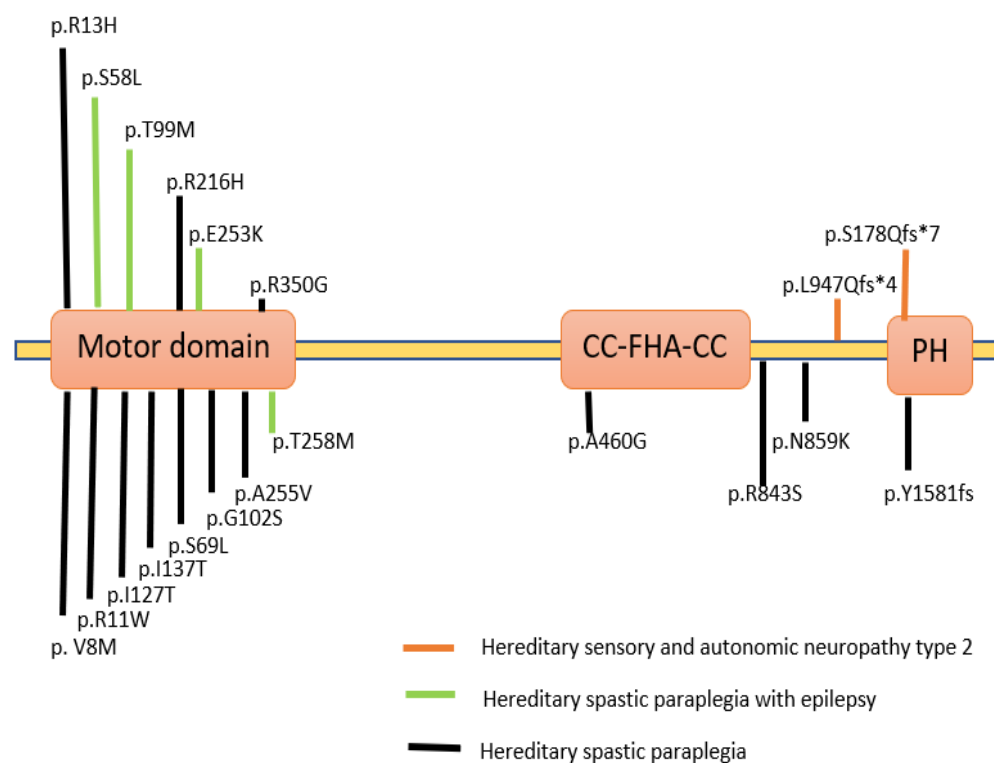 p.R13H
p.S58L
p.T99M
p.R216H
p.E253K
p.S178Qfs*7
p.R350G
p.L947Qfs*4
Motor domain
CC-FHA-CC
PH
p.T258M
p.A460G
p.N859K
p.A255V
p.R843S
p.Y1581fs
p.G102S
p.S69L
p.I137T
p.I127T
p.R11W
p. V8M
Hereditary sensory and autonomic neuropathy type 2
Hereditary spastic paraplegia with epilepsy
Hereditary spastic paraplegia